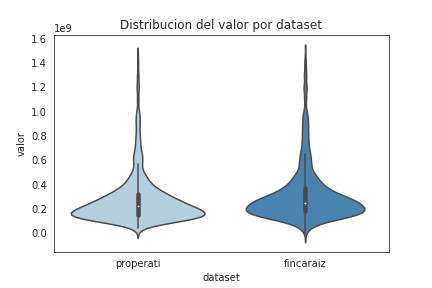 Distribucion del valor por dataset
1e9
1.6
1.4
1.2
1.0
0.8
0.6
0.4
0.2
0.0
valor
properati
fincaraiz
dataset